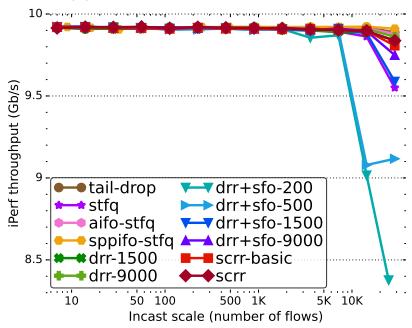 10
9.5
9
8.5
iPerf throughput (Gb/s)
tail-drop
stfq
aifo-stfq
sppifo-stfq
drr-1500
drr-9000
drr+sfo-200
drr+sfo-500
drr+sfo-1500
drr+sfo-9000
scrr-basic
scrr
10 50 100 500 1K 5K 10K
Incast scale (number of flows)